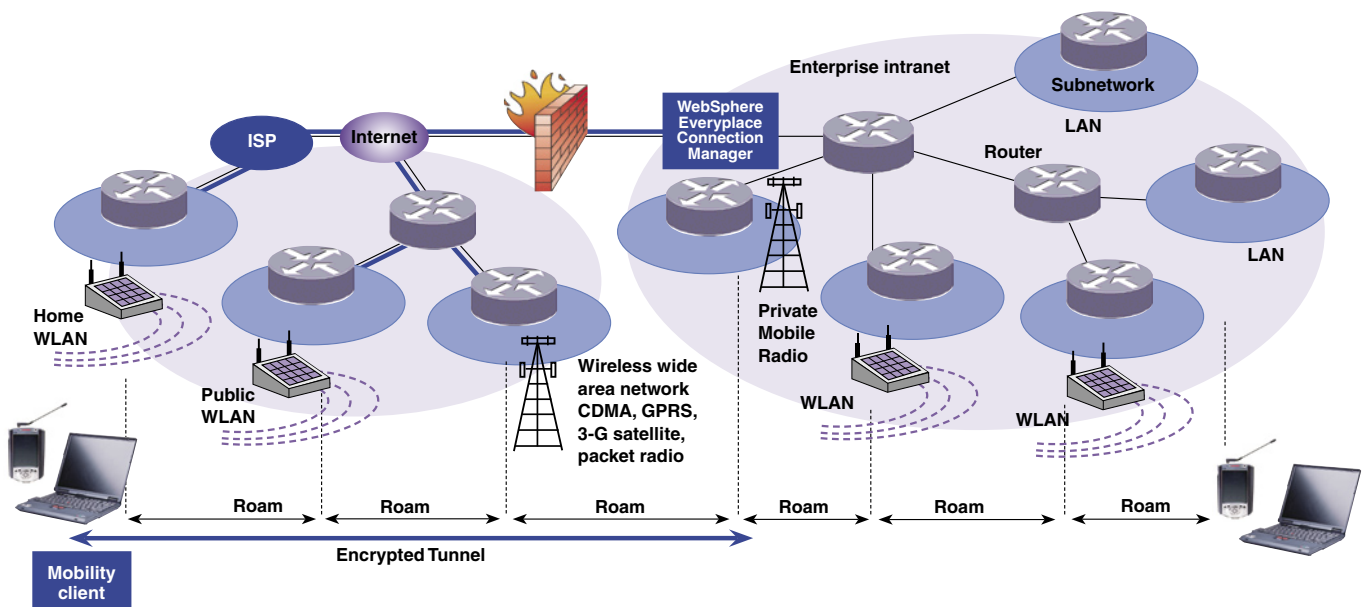 Enterprise intranet
Subnetwork
LAN
WebSphere
Everyplace
Connection
Manager
ISP
Internet
Router
LAN
Home
WLAN
Public
WLAN
Wireless wide
area network
CDMA, GPRS,
3-G satellite,
packet radio
Private
Mobile
Radio
WLAN
WLAN
Roam
Roam
Roam
Roam
Roam
Roam
Encrypted Tunnel
Mobility
client